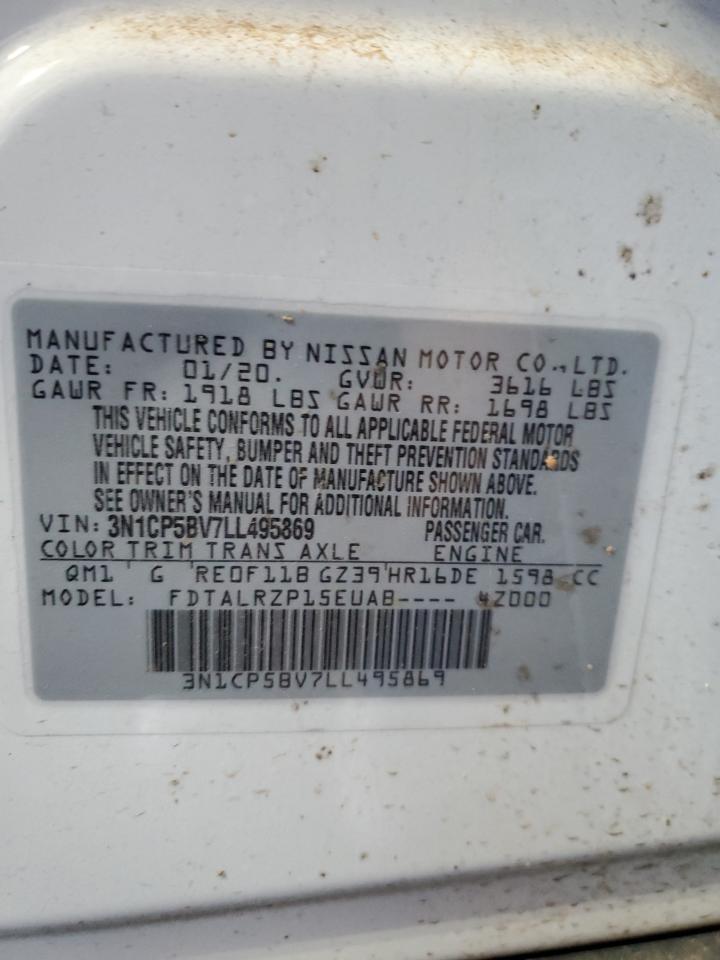 MANUFACTURED BY NISSAN MOTOR CO.,LTD.
DATE: 01/20. GVWR: 3616 LBS
GAWR FR: 1918 LBS GAWR RR: 1698 LBS
THIS VEHICLE CONFORMS TO ALL APPLICABLE FEDERAL MOTOR
VEHICLE SAFETY, BUMPER AND THEFT PREVENTION STANDARDS
IN EFFECT ON THE DATE OF MANUFACTURE SHOWN ABOVE.
SEE OWNER'S MANUAL FOR ADDITIONAL INFORMATION.
VIN: 3N1CP5BV7LL495869 PASSENGER CAR.
COLOR TRIM TRANS AXLE ENGINE
QM1 G RE0F11B GZ39 HR16DE 1598 CC
MODEL: FDTALRZP15EUAB---- 4Z000
3N1CP5BV7LL495869